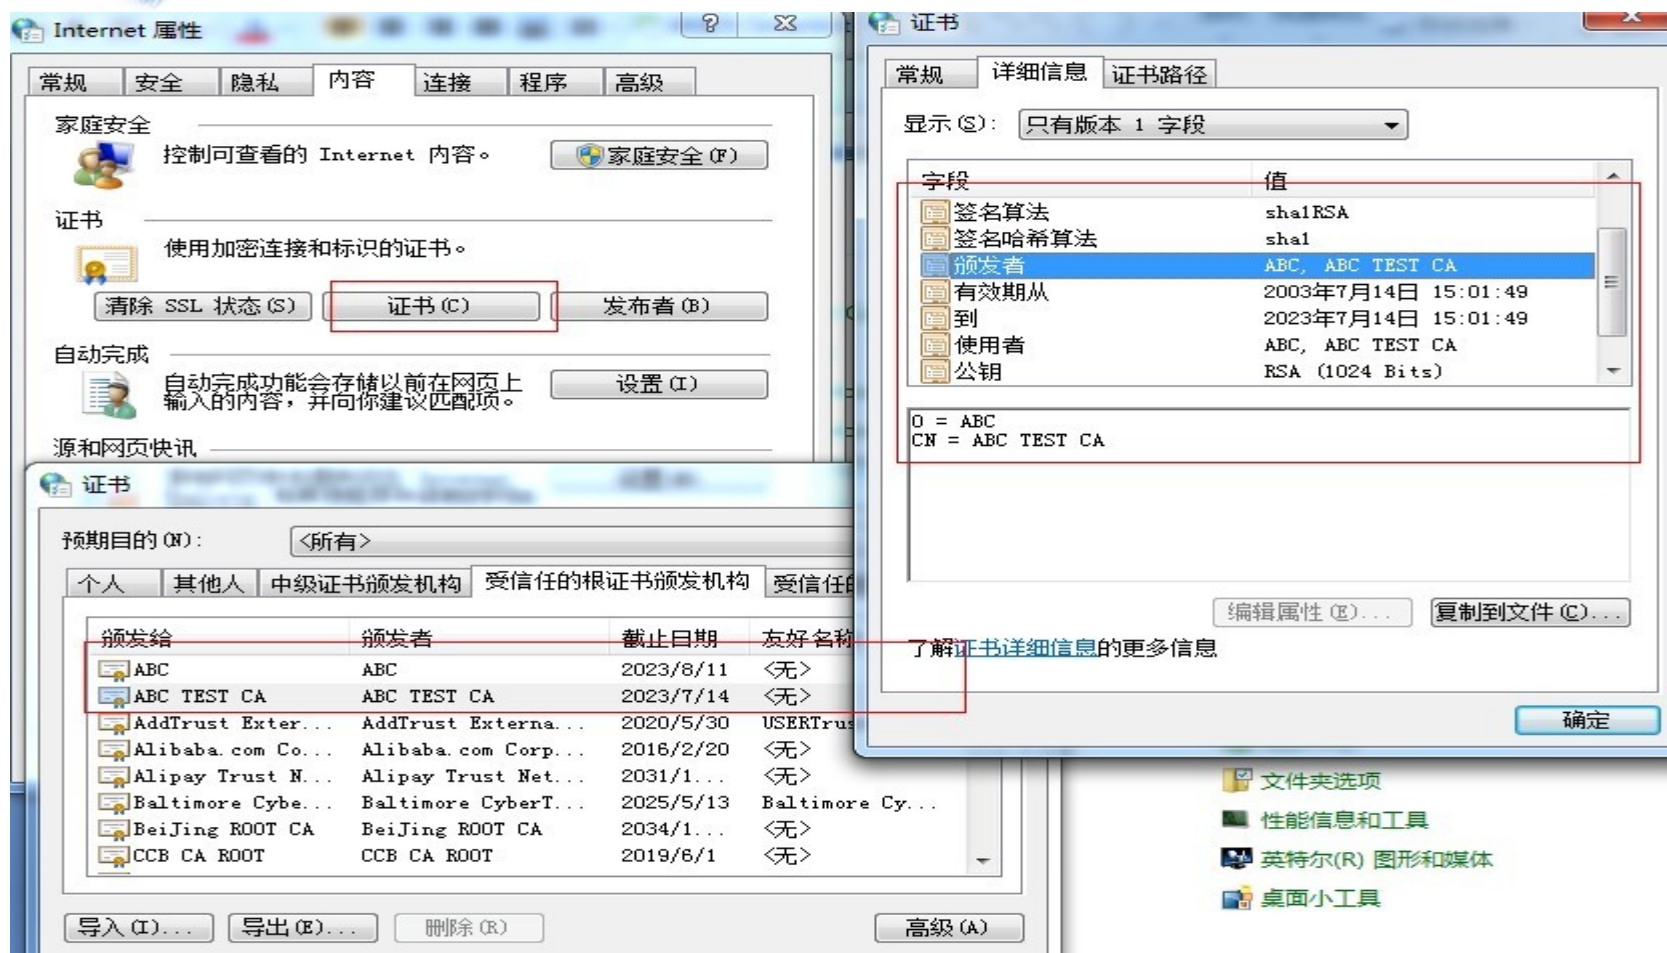 Internet 属性
常规 安全 隐私 内容 连接 程序 高级
家庭安全
控制可查看的 Internet 内容。
家庭安全(F)
证书
使用加密连接和标识的证书。
清除 SSL 状态(S) 证书(C) 发布者(B)
自动完成
自动完成功能会存储以前在网页上
输入的内容，并向你建议匹配项。
设置(I)
源和网页快讯
证书
预期目的(N): <所有>
个人 其他人 中级证书颁发机构 受信任的根证书颁发机构 受信任的
颁发给 颁发者 截止日期 友好名称
ABC ABC 2023/8/11 <无>
ABC TEST CA ABC TEST CA 2023/7/14 <无>
AddTrust Exter... AddTrust Externa... 2020/5/30 USERTrus
Alibaba.com Co... Alibaba.com Corp... 2016/2/20 <无>
Alipay Trust N... Alipay Trust Net... 2031/1... <无>
Baltimore Cybe... Baltimore CyberT... 2025/5/13 Baltimore Cy...
BeiJing ROOT CA BeiJing ROOT CA 2034/1... <无>
CCB CA ROOT CCB CA ROOT 2019/6/1 <无>
导入(I)... 导出(E)... 删除(R) 高级(A)
证书
常规 详细信息 证书路径
显示(S): 只有版本 1 字段
字段 值
签名算法 sha1RSA
签名哈希算法 sha1
颁发者 ABC, ABC TEST CA
有效期从 2003年7月14日 15:01:49
到 2023年7月14日 15:01:49
使用者 ABC, ABC TEST CA
公钥 RSA (1024 Bits)
O = ABC
CN = ABC TEST CA
编辑属性(E)... 复制到文件(C)...
了解证书详细信息的更多信息
确定
文件夹选项
性能信息和工具
英特尔(R) 图形和媒体
桌面小工具